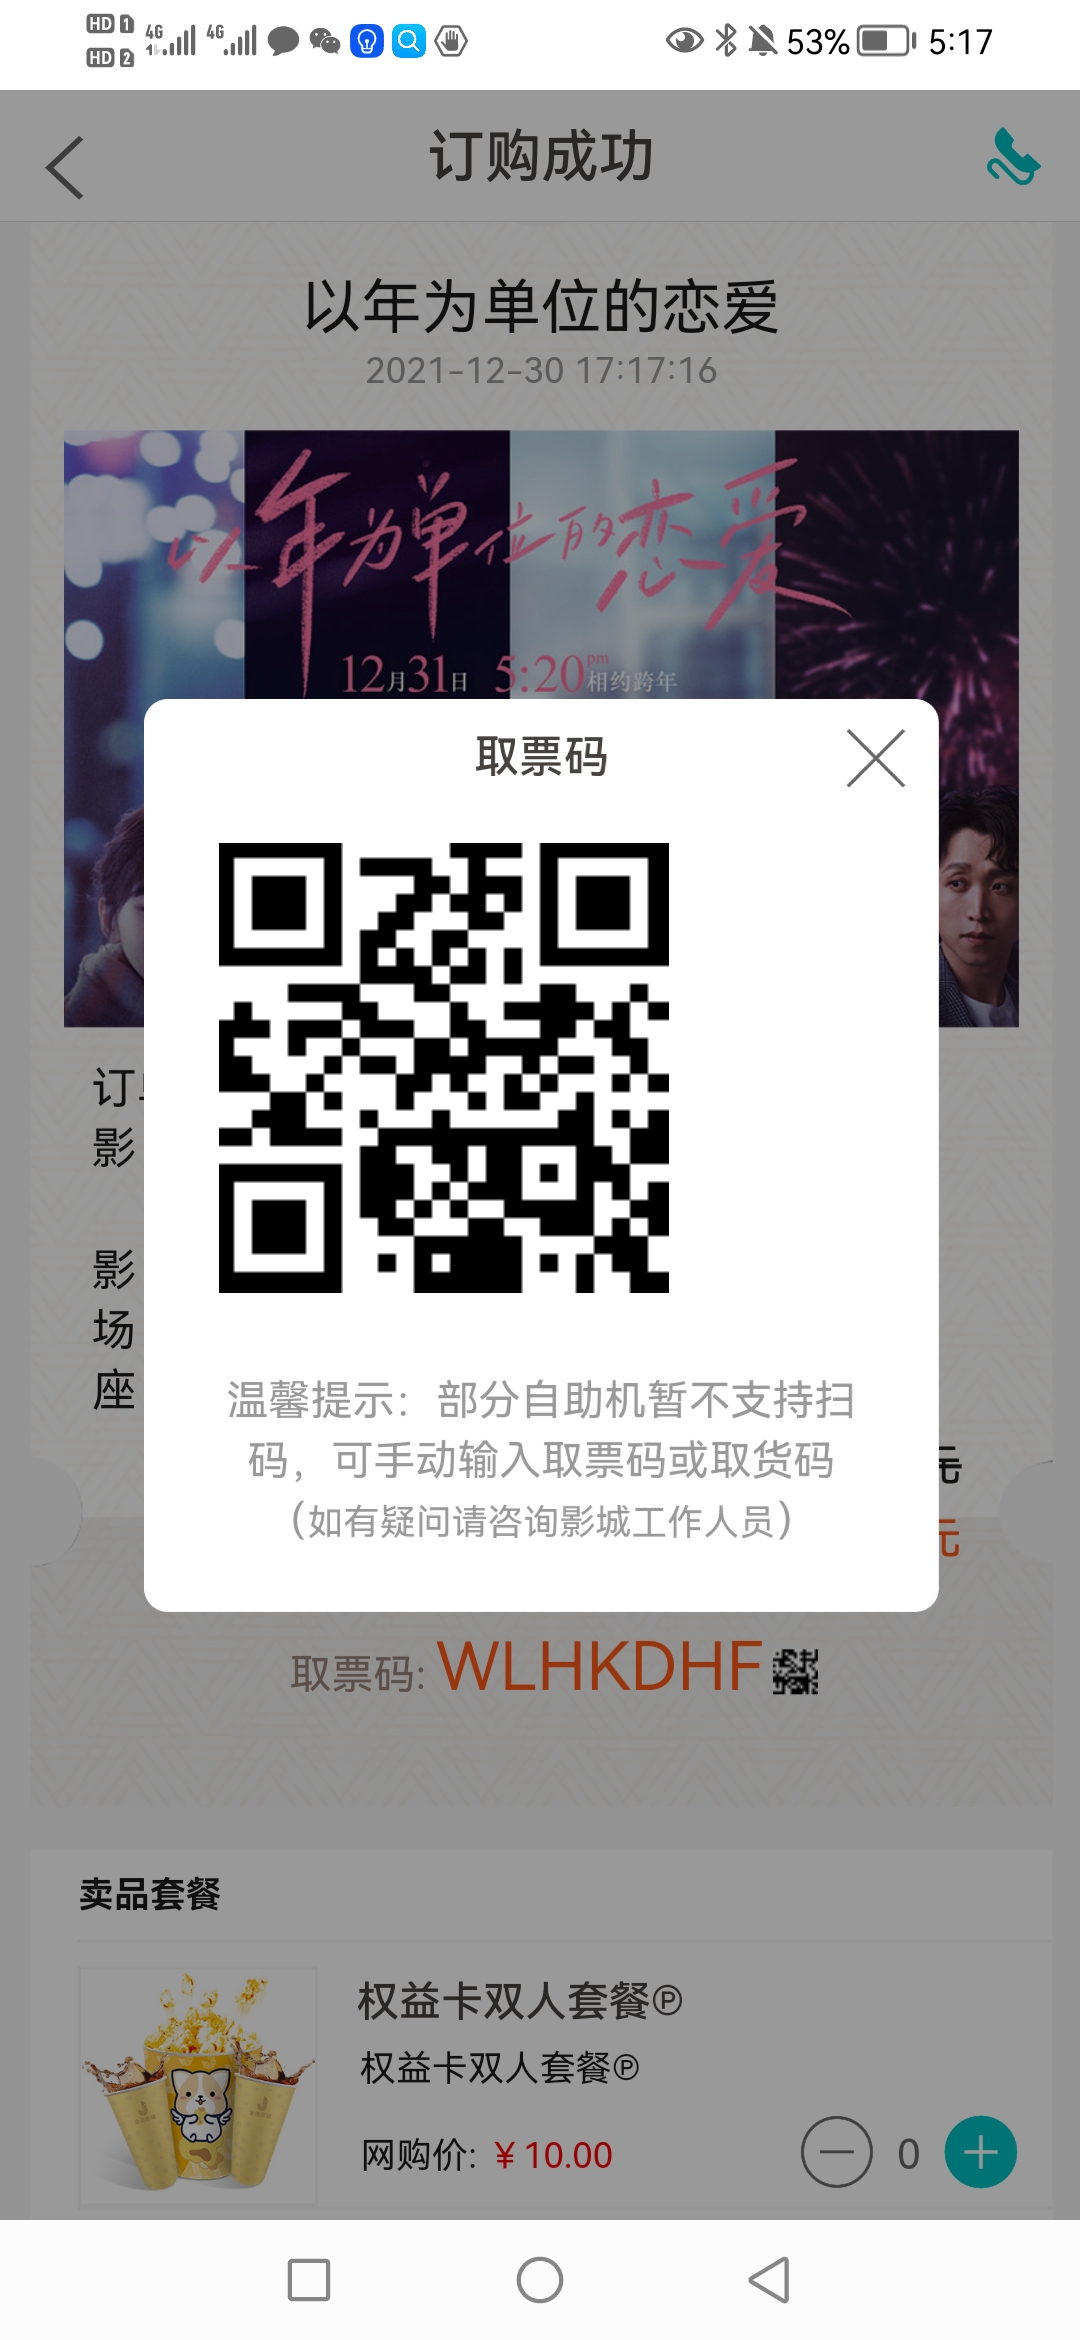 HD 1 4G 4G 53% 5:17
HD 2
订购成功
以年为单位的恋爱
2021-12-30 17:17:16
以年为单位的恋爱
12月31日 5:20pm 相约跨年
取票码
订
影
影
场
座
温馨提示：部分自助机暂不支持扫
码，可手动输入取票码或取货码
（如有疑问请咨询影城工作人员）
元
元
取票码: WLHKDHF
卖品套餐
权益卡双人套餐℗
权益卡双人套餐℗
网购价: ¥10.00
0